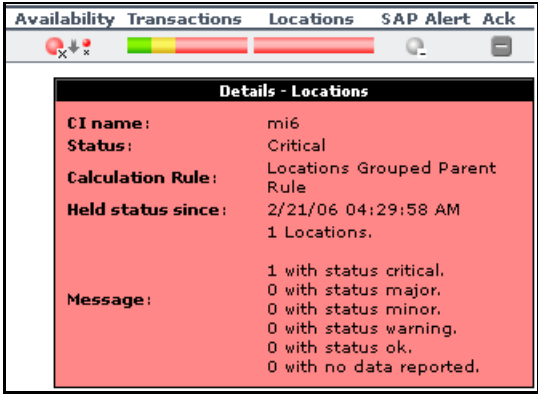 Availability Transactions Locations SAP Alert Ack
Details - Locations
CI name: mi6
Status: Critical
Calculation Rule: Locations Grouped Parent
Rule
Held status since: 2/21/06 04:29:58 AM
1 Locations.
1 with status critical.
0 with status major.
Message: 0 with status minor.
0 with status warning.
0 with status ok.
0 with no data reported.